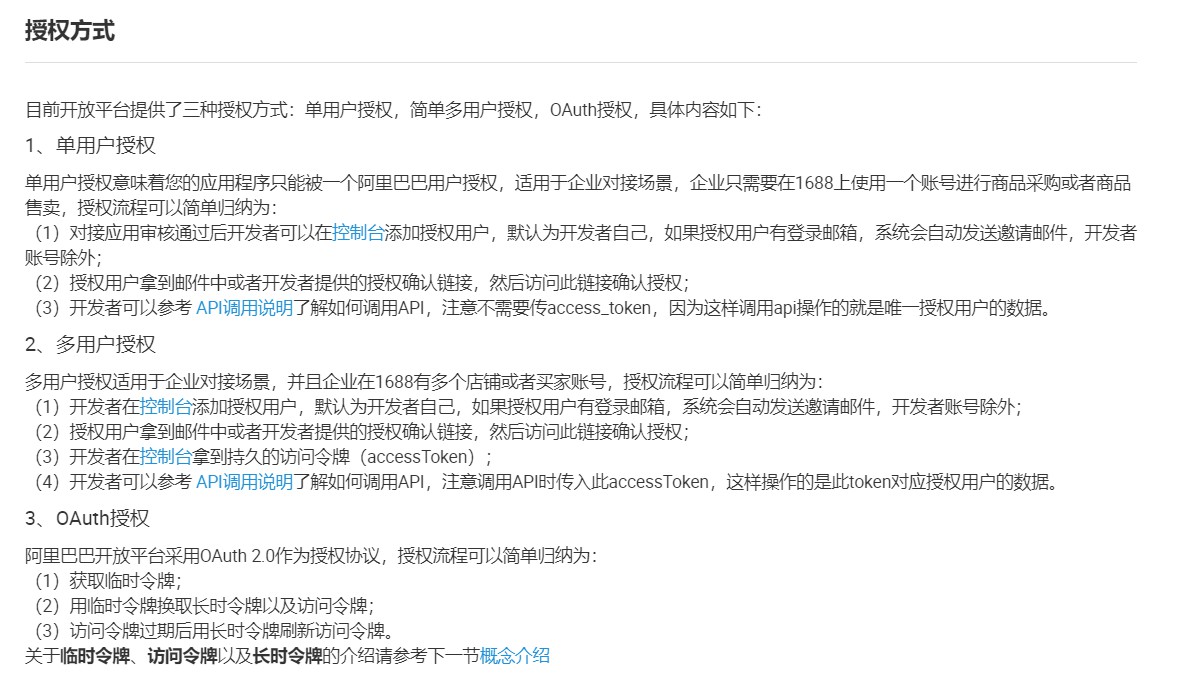 授权方式
目前开放平台提供了三种授权方式：单用户授权，简单多用户授权，OAuth授权，具体内容如下：
1、单用户授权
单用户授权意味着您的应用程序只能被一个阿里巴巴用户授权，适用于企业对接场景，企业只需要在1688上使用一个账号进行商品采购或者商品
售卖，授权流程可以简单归纳为：
（1）对接应用审核通过后开发者可以在控制台添加授权用户，默认为开发者自己，如果授权用户有登录邮箱，系统会自动发送邀请邮件，开发者
账号除外；
（2）授权用户拿到邮件中或者开发者提供的授权确认链接，然后访问此链接确认授权；
（3）开发者可以参考 API调用说明了解如何调用API，注意不需要传access_token，因为这样调用api操作的就是唯一授权用户的数据。
2、多用户授权
多用户授权适用于企业对接场景，并且企业在1688有多个店铺或者买家账号，授权流程可以简单归纳为：
（1）开发者在控制台添加授权用户，默认为开发者自己，如果授权用户有登录邮箱，系统会自动发送邀请邮件，开发者账号除外；
（2）授权用户拿到邮件中或者开发者提供的授权确认链接，然后访问此链接确认授权；
（3）开发者在控制台拿到持久的访问令牌（accessToken）；
（4）开发者可以参考 API调用说明了解如何调用API，注意调用API时传入此accessToken，这样操作的是此token对应授权用户的数据。
3、OAuth授权
阿里巴巴开放平台采用OAuth 2.0作为授权协议，授权流程可以简单归纳为：
（1）获取临时令牌；
（2）用临时令牌换取长时令牌以及访问令牌；
（3）访问令牌过期后用长时令牌刷新访问令牌。
关于临时令牌、访问令牌以及长时令牌的介绍请参考下一节概念介绍